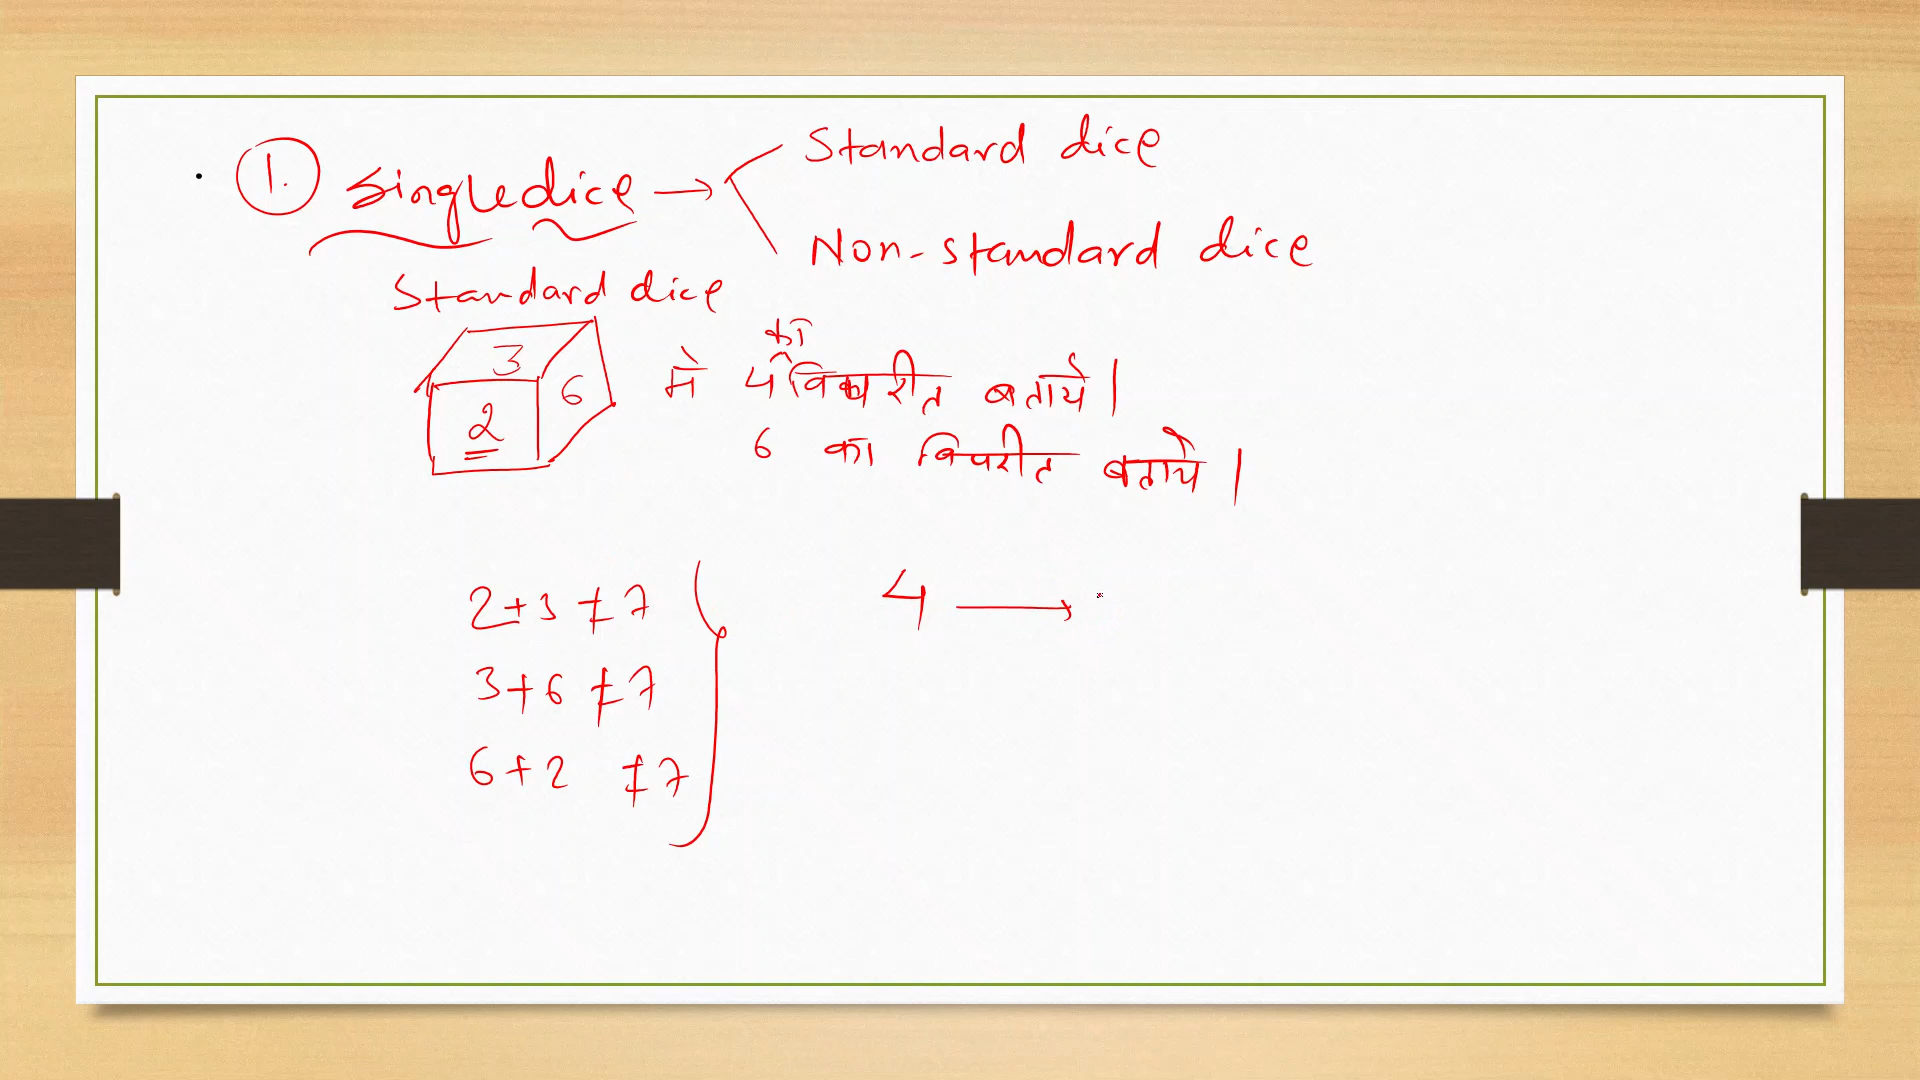 1. Single dice → Standard dice
Non-standard dice
Standard dice
3
6
2
में 4 का विपरीत बताये |
6 का विपरीत बताये |
2+3 ≠ 7
3+6 ≠ 7
6+2 ≠ 7
4 →